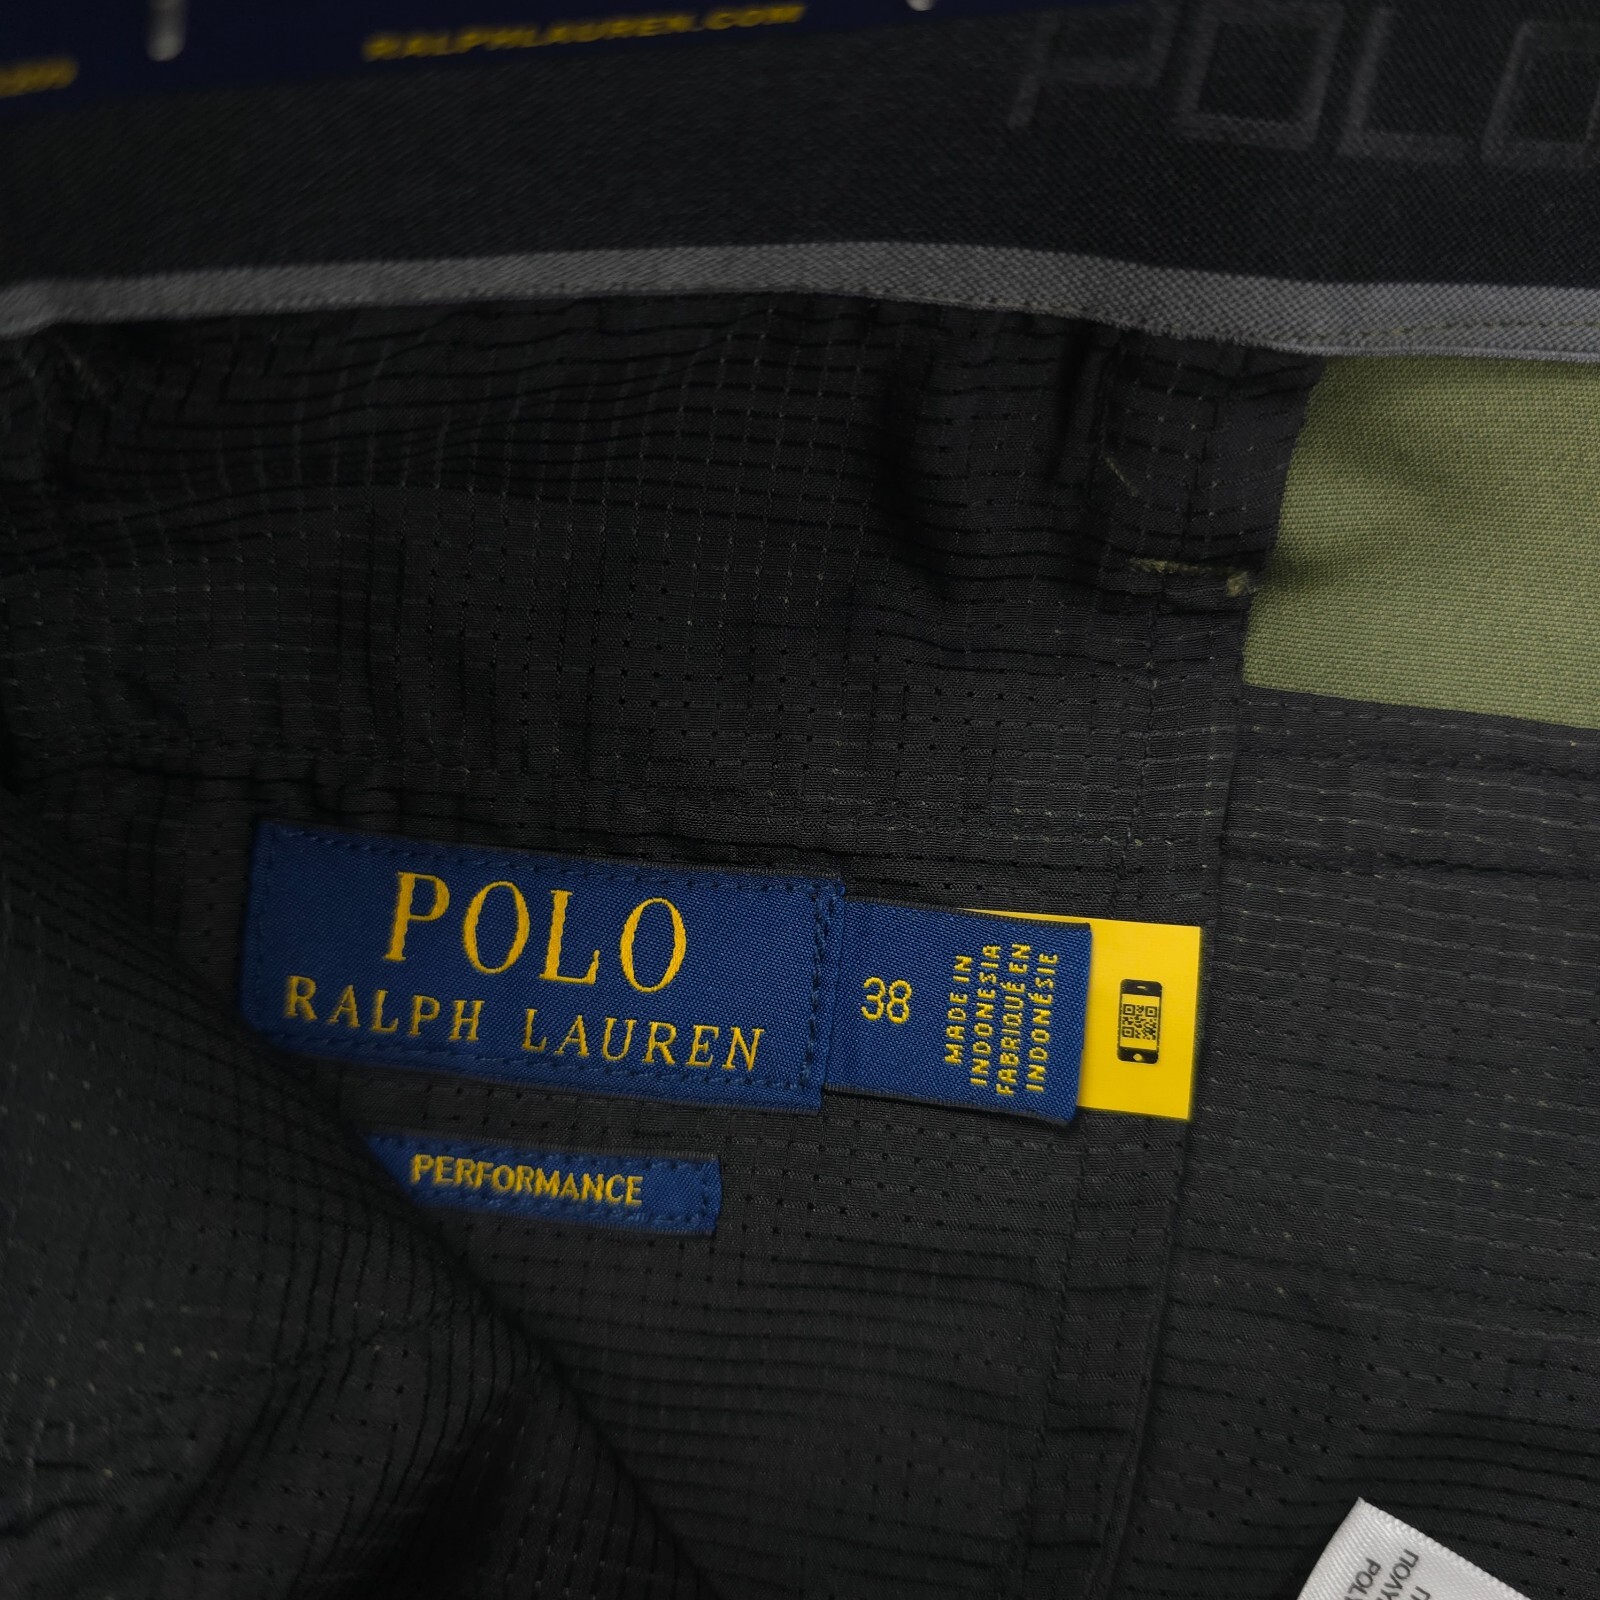 RALPHLAUREN.COM
POLO
POLO
RALPH LAUREN
38
MADE IN
INDONESIA
FABRIQUÉ EN
INDONÉSIE
PERFORMANCE